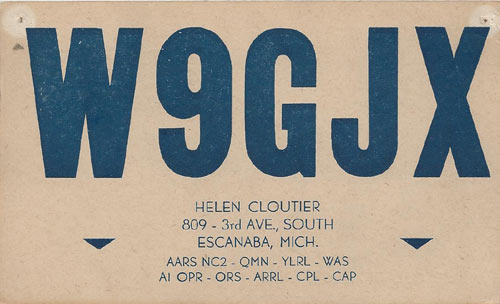 W9GJX
HELEN CLOUTIER
809 - 3rd AVE., SOUTH
ESCANABA, MICH.
AARS NC2 - QMN - YLRL - WAS
A1 OPR - ORS - ARRL - CPL - CAP